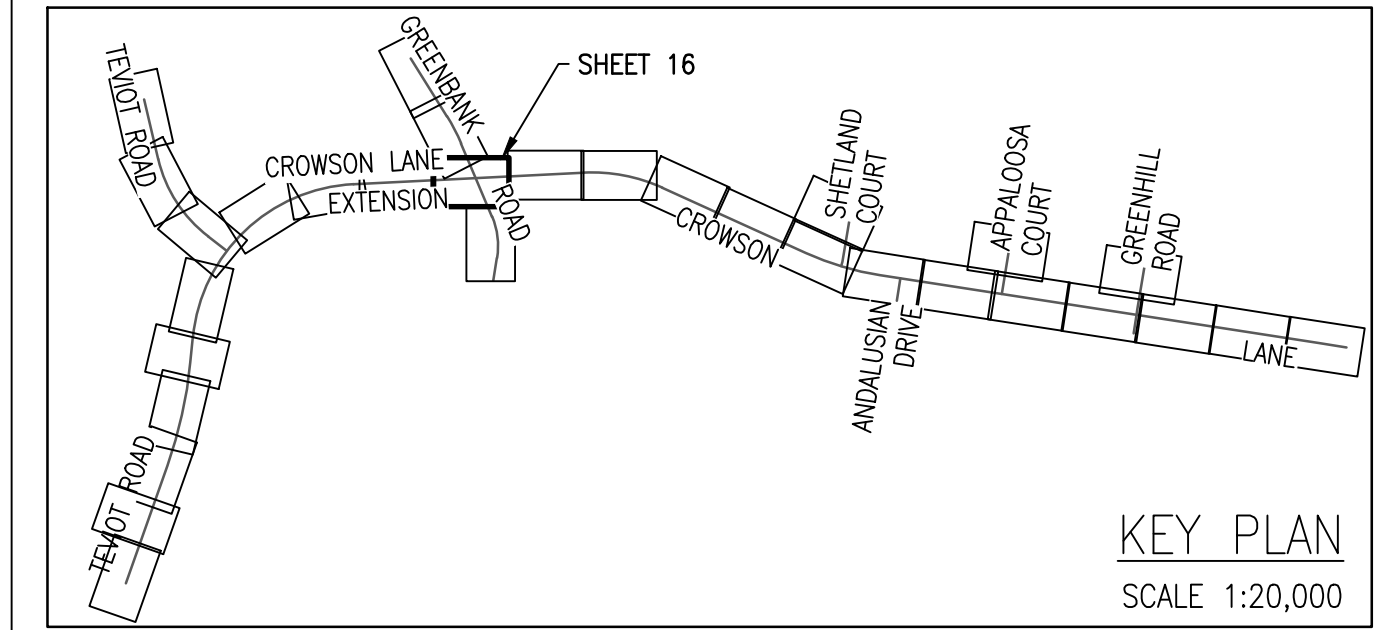 TEVIOT ROAD
GREENBANK
ROAD
SHEET 16
CROWSON LANE
EXTENSION
CROWSON
SHETLAND
COURT
APPALOOSA
COURT
GREENHILL
ROAD
ANDALUSIAN
DRIVE
LANE
TEVIOT ROAD
KEY PLAN
SCALE 1:20,000